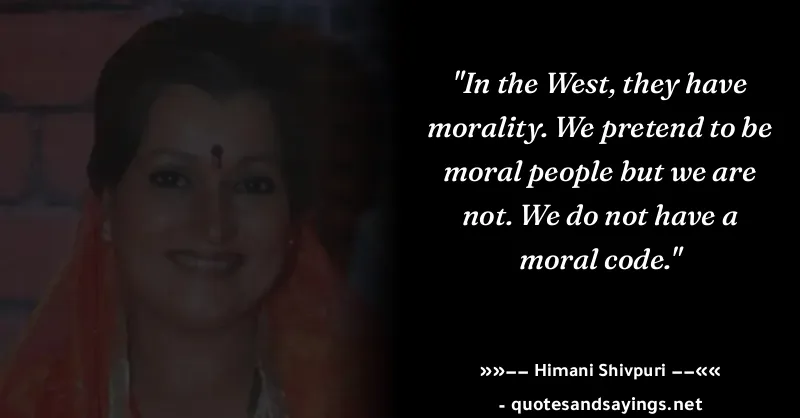 "In the West, they have
morality. We pretend to be
moral people but we are
not. We do not have a
moral code."
»»−− Himani Shivpuri −−««
- quotesandsayings.net